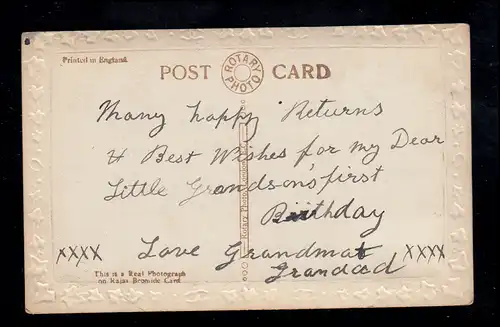 Printed in England.
POST CARD
ROTARY PHOTO
Many happy Returns
& Best Wishes for my Dear
Little Grandson's first
Birthday
Love Grandma &
Grandad
XXXX XXXX
This is a Real Photograph
on Rajar Bromide Card.